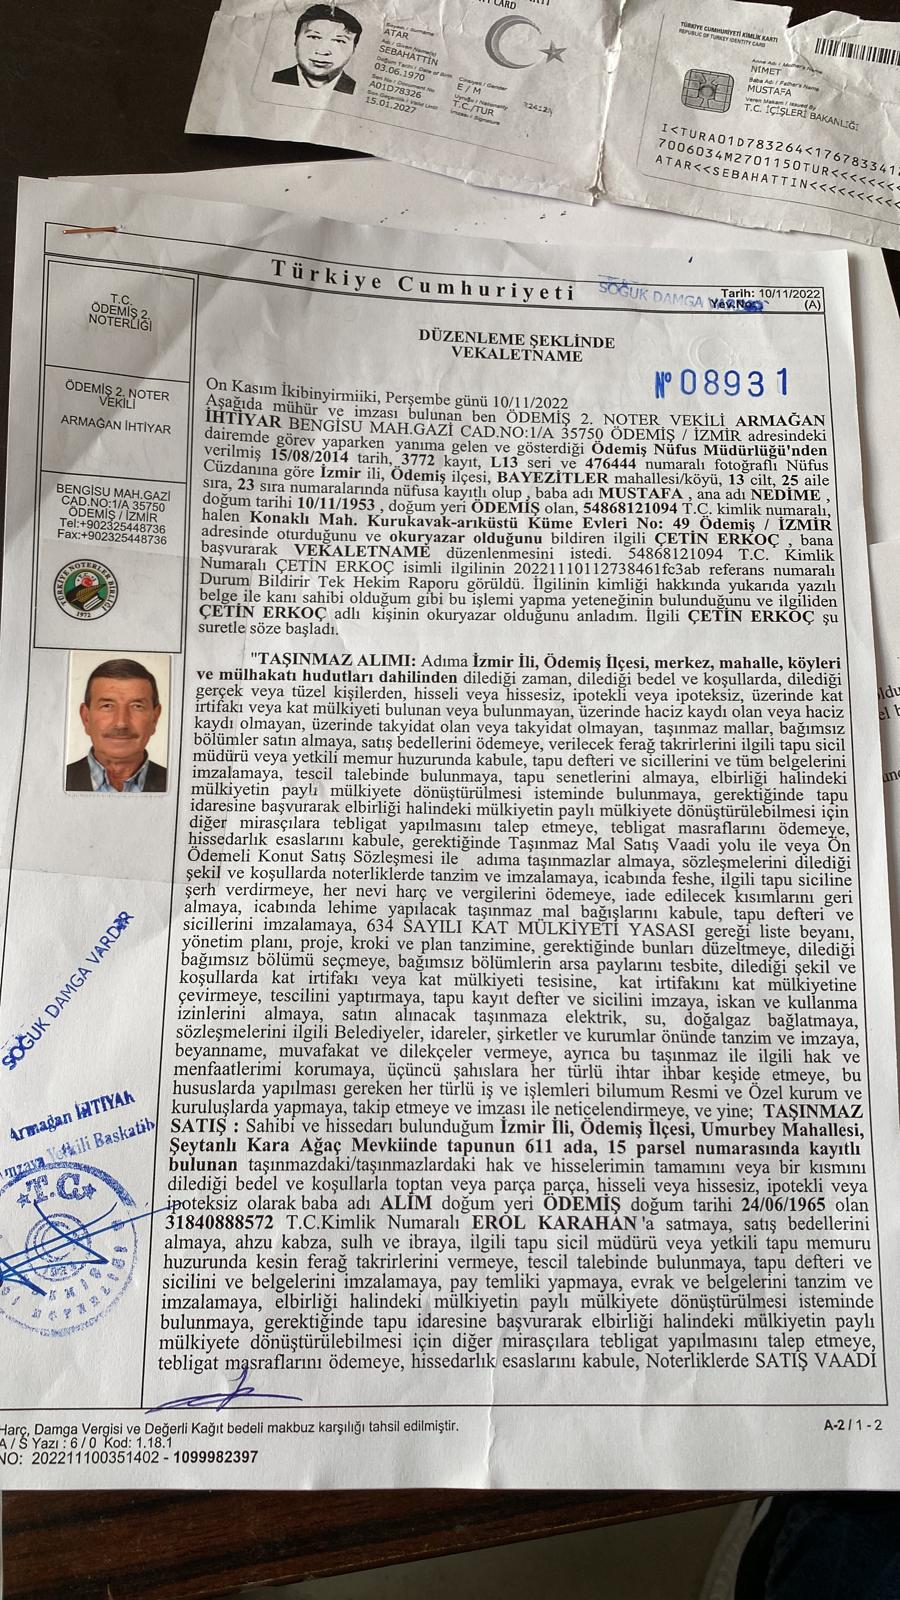 T CARD
Soyadı / Surname
ATAR
Adı / Given Name(s)
SEBAHATTİN
Doğum Tarihi / Date of Birth
03.06.1970
Cinsiyeti / Gender
E / M
Seri No / Document No
A01D78326
Uyruğu / Nationality
T.C./TUR
Son Geçerlilik / Valid Until
15.01.2027
İmzası / Signature
TÜRKİYE CUMHURİYETİ KİMLİK KARTI
REPUBLIC OF TURKEY IDENTITY CARD
Anne Adı / Mother's Name
NİMET
Baba Adı / Father's Name
MUSTAFA
Veren Makam / Issued by
T.C. İÇİŞLERİ BAKANLIĞI
I<TURA01D783264<176783341
7006034M2701150TUR<<<<<<<
ATAR<<SEBAHATTIN<<<<<<<<<
Türkiye Cumhuriyeti
SOĞUK DAMGA VARDIR
Tarih: 10/11/2022
Yev.No:
(A)
T.C.
ÖDEMİŞ 2.
NOTERLİĞİ
ÖDEMİŞ 2. NOTER
VEKİLİ
ARMAĞAN İHTİYAR
BENGİSU MAH.GAZİ
CAD.NO:1/A 35750
ÖDEMİŞ / İZMİR
Tel:+902325448736
Fax:+902325448736
TÜRKİYE NOTERLER BİRLİĞİ
1972
DÜZENLEME ŞEKLİNDE
VEKALETNAME
Nº 08931
On Kasım İkibinyirmiiki, Perşembe günü 10/11/2022
Aşağıda mühür ve imzası bulunan ben ÖDEMİŞ 2. NOTER VEKİLİ ARMAĞAN
İHTİYAR BENGİSU MAH.GAZİ CAD.NO:1/A 35750 ÖDEMİŞ / İZMİR adresindeki
dairemde görev yaparken yanıma gelen ve gösterdiği Ödemiş Nüfus Müdürlüğü'nden
verilmiş 15/08/2014 tarih, 3772 kayıt, L13 seri ve 476444 numaralı fotoğraflı Nüfus
Cüzdanına göre İzmir ili, Ödemiş ilçesi, BAYEZİTLER mahallesi/köyü, 13 cilt, 25 aile
sıra, 23 sıra numaralarında nüfusa kayıtlı olup , baba adı MUSTAFA , ana adı NEDİME ,
doğum tarihi 10/11/1953 , doğum yeri ÖDEMİŞ olan, 54868121094 T.C. kimlik numaralı,
halen Konaklı Mah. Kurukavak-arıküstü Küme Evleri No: 49 Ödemiş / İZMİR
adresinde oturduğunu ve okuryazar olduğunu bildiren ilgili ÇETİN ERKOÇ , bana
başvurarak VEKALETNAME düzenlenmesini istedi. 54868121094 T.C. Kimlik
Numaralı ÇETİN ERKOÇ isimli ilgilinin 20221110112738461fc3ab referans numaralı
Durum Bildirir Tek Hekim Raporu görüldü. İlgilinin kimliği hakkında yukarıda yazılı
belge ile kanı sahibi olduğum gibi bu işlemi yapma yeteneğinin bulunduğunu ve ilgiliden
ÇETİN ERKOÇ adlı kişinin okuryazar olduğunu anladım. İlgili ÇETİN ERKOÇ şu
suretle söze başladı.
"TAŞINMAZ ALIMI: Adıma İzmir İli, Ödemiş İlçesi, merkez, mahalle, köyleri
ve mülhakatı hudutları dahilinden dilediği zaman, dilediği bedel ve koşullarda, dilediği
gerçek veya tüzel kişilerden, hisseli veya hissesiz, ipotekli veya ipoteksiz, üzerinde kat
irtifakı veya kat mülkiyeti bulunan veya bulunmayan, üzerinde haciz kaydı olan veya haciz
kaydı olmayan, üzerinde takyidat olan veya takyidat olmayan, taşınmaz mallar, bağımsız
bölümler satın almaya, satış bedellerini ödemeye, verilecek ferağ takrirlerini ilgili tapu sicil
müdürü veya yetkili memur huzurunda kabule, tapu defteri ve sicillerini ve tüm belgelerini
imzalamaya, tescil talebinde bulunmaya, tapu senetlerini almaya, elbirliği halindeki
mülkiyetin paylı mülkiyete dönüştürülmesi isteminde bulunmaya, gerektiğinde tapu
idaresine başvurarak elbirliği halindeki mülkiyetin paylı mülkiyete dönüştürülebilmesi için
diğer mirasçılara tebligat yapılmasını talep etmeye, tebligat masraflarını ödemeye,
hissedarlık esaslarını kabule, gerektiğinde Taşınmaz Mal Satış Vaadi yolu ile veya Ön
Ödemeli Konut Satış Sözleşmesi ile adıma taşınmazlar almaya, sözleşmelerini dilediği
şekil ve koşullarda noterliklerde tanzim ve imzalamaya, icabında feshe, ilgili tapu siciline
şerh verdirmeye, her nevi harç ve vergilerini ödemeye, iade edilecek kısımlarını geri
almaya, icabında lehime yapılacak taşınmaz mal bağışlarını kabule, tapu defteri ve
sicillerini imzalamaya, 634 SAYILI KAT MÜLKİYETİ YASASI gereği liste beyanı,
yönetim planı, proje, kroki ve plan tanzimine, gerektiğinde bunları düzeltmeye, dilediği
bağımsız bölümü seçmeye, bağımsız bölümlerin arsa paylarını tesbite, dilediği şekil ve
koşullarda kat irtifakı veya kat mülkiyeti tesisine, kat irtifakını kat mülkiyetine
çevirmeye, tescilini yaptırmaya, tapu kayıt defter ve sicilini imzaya, iskan ve kullanma
izinlerini almaya, satın alınacak taşınmaza elektrik, su, doğalgaz bağlatmaya,
sözleşmelerini ilgili Belediyeler, idareler, şirketler ve kurumlar önünde tanzim ve imzaya,
beyanname, muvafakat ve dilekçeler vermeye, ayrıca bu taşınmaz ile ilgili hak ve
menfaatlerimi korumaya, üçüncü şahıslara her türlü ihtar ihbar keşide etmeye, bu
hususlarda yapılması gereken her türlü iş ve işlemleri bilumum Resmi ve Özel kurum ve
kuruluşlarda yapmaya, takip etmeye ve imzası ile neticelendirmeye, ve yine; TAŞINMAZ
SATIŞ : Sahibi ve hissedarı bulunduğum İzmir İli, Ödemiş İlçesi, Umurbey Mahallesi,
Şeytanlı Kara Ağaç Mevkiinde tapunun 611 ada, 15 parsel numarasında kayıtlı
bulunan taşınmazdaki/taşınmazlardaki hak ve hisselerimin tamamını veya bir kısmını
dilediği bedel ve koşullarla toptan veya parça parça, hisseli veya hissesiz, ipotekli veya
ipoteksiz olarak baba adı ALİM doğum yeri ÖDEMİŞ doğum tarihi 24/06/1965 olan
31840888572 T.C.Kimlik Numaralı EROL KARAHAN 'a satmaya, satış bedellerini
almaya, ahzu kabza, sulh ve ibraya, ilgili tapu sicil müdürü veya yetkili tapu memuru
huzurunda kesin ferağ takrirlerini vermeye, tescil talebinde bulunmaya, tapu defteri ve
sicilini ve belgelerini imzalamaya, pay temliki yapmaya, evrak ve belgelerini tanzim ve
imzalamaya, elbirliği halindeki mülkiyetin paylı mülkiyete dönüştürülmesi isteminde
bulunmaya, gerektiğinde tapu idaresine başvurarak elbirliği halindeki mülkiyetin paylı
mülkiyete dönüştürülebilmesi için diğer mirasçılara tebligat yapılmasını talep etmeye,
tebligat masraflarını ödemeye, hissedarlık esaslarını kabule, Noterliklerde SATIŞ VAADİ
SOĞUK DAMGA VARDIR
Armağan İHTİYAR
İmzaya Yetkili Başkatib
T.C.
Harç, Damga Vergisi ve Değerli Kağıt bedeli makbuz karşılığı tahsil edilmiştir.
A / S Yazı : 6 / 0 Kod: 1.18.1
NO: 202211100351402 - 1099982397
A-2 / 1 - 2